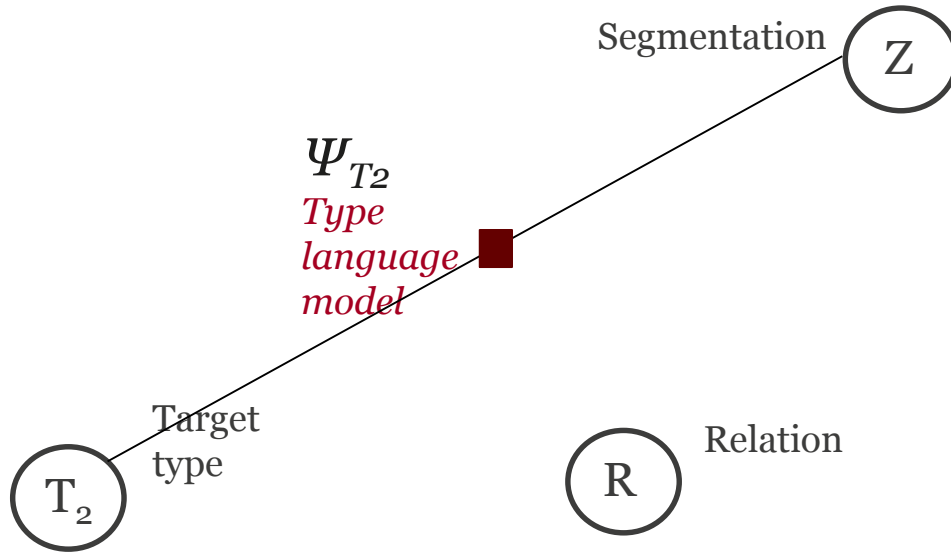 Segmentation
Z
Ψ_T2
Type
language
model
Target
type
T₂
R
Relation